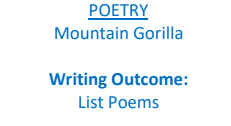 POETRY
Mountain Gorilla
Writing Outcome:
List Poems